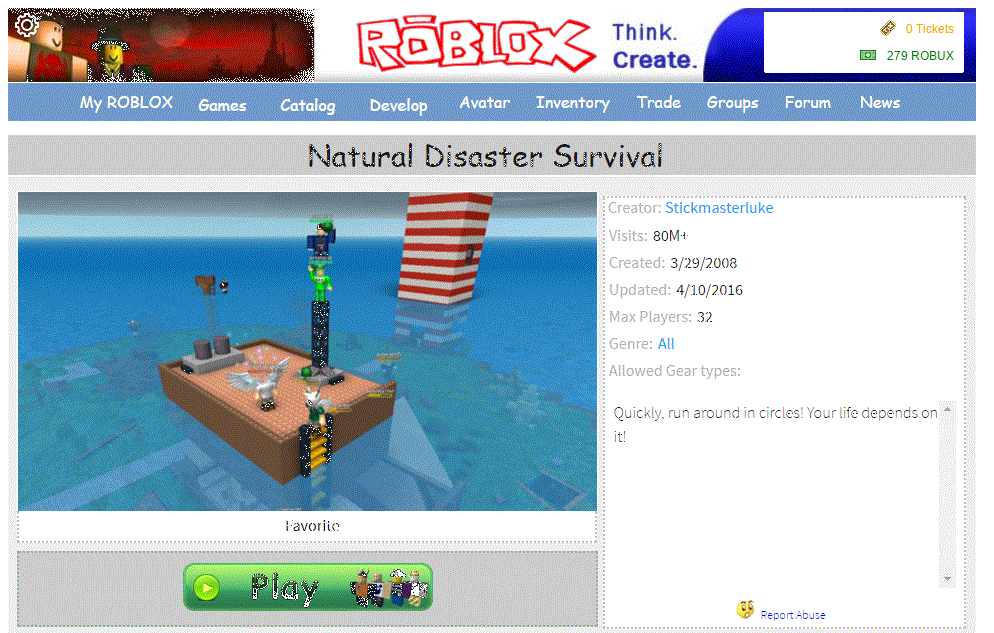 ROBLOX
Think.
Create.
0 Tickets
279 ROBUX
My ROBLOX Games Catalog Develop Avatar Inventory Trade Groups Forum News
Natural Disaster Survival
Creator: Stickmasterluke
Visits: 80M+
Created: 3/29/2008
Updated: 4/10/2016
Max Players: 32
Genre: All
Allowed Gear types:
Quickly, run around in circles! Your life depends on
it!
Favorite
Play
Report Abuse